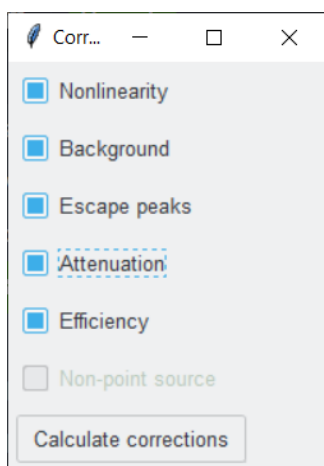 Corr...
Nonlinearity
Background
Escape peaks
Attenuation
Efficiency
Non-point source
Calculate corrections